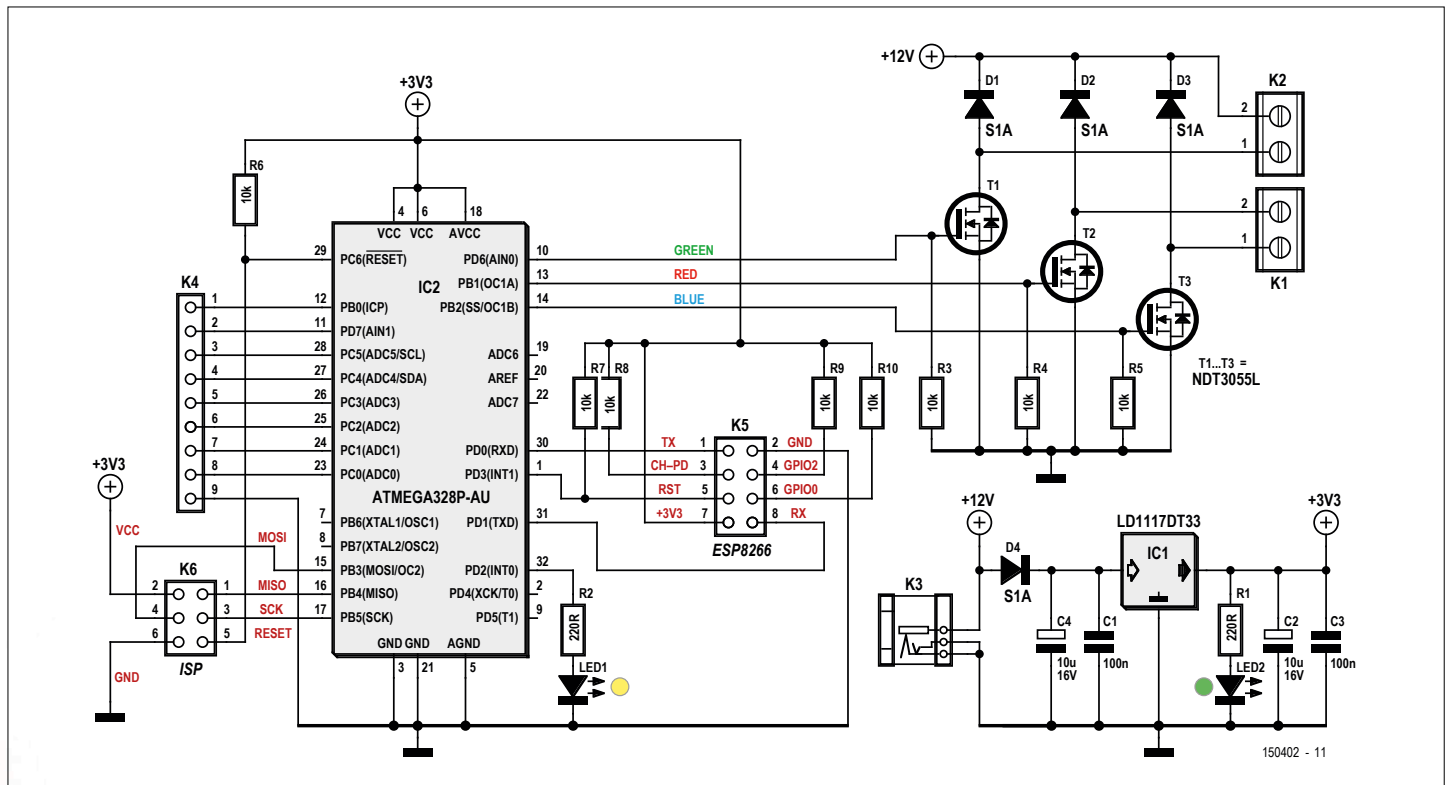 +3V3
R6
10k
4 6 18
VCC VCC AVCC
29 PC6(RESET)
IC2
PD6(AIN0) 10 GREEN
PB1(OC1A) 13 RED
PB2(SS/OC1B) 14 BLUE
K4
1 12 PB0(ICP)
2 11 PD7(AIN1)
3 28 PC5(ADC5/SCL)
4 27 PC4(ADC4/SDA)
5 26 PC3(ADC3)
6 25 PC2(ADC2)
7 24 PC1(ADC1)
8 23 PC0(ADC0)
9
ADC6 19
AREF 20
ADC7 22
PD0(RXD) 30
PD3(INT1) 1
ATMEGA328P-AU
7 PB6(XTAL1/OSC1)
8 PB7(XTAL2/OSC2)
15 PB3(MOSI/OC2)
16 PB4(MISO)
17 PB5(SCK)
PD1(TXD) 31
PD2(INT0) 32
PD4(XCK/T0) 2
PD5(T1) 9
GND GND AGND
3 21 5
+3V3
VCC
MOSI
K6
2 1 MISO
4 3 SCK
6 5 RESET
ISP
GND
R2
220R
LED1
R7 R8 R9 R10
10k 10k 10k 10k
K5
TX 1 2 GND
CH-PD 3 4 GPIO2
RST 5 6 GPIO0
+3V3 7 8 RX
ESP8266
+12V
D1 D2 D3
S1A S1A S1A
K2
2
1
2
1
K1
T1
T2
T3
T1...T3 =
NDT3055L
R3 R4 R5
10k 10k 10k
+12V
+3V3
LD1117DT33
IC1
D4
S1A
K3
C4
10u
16V
C1
100n
R1
220R
LED2
C2
10u
16V
C3
100n
150402 - 11